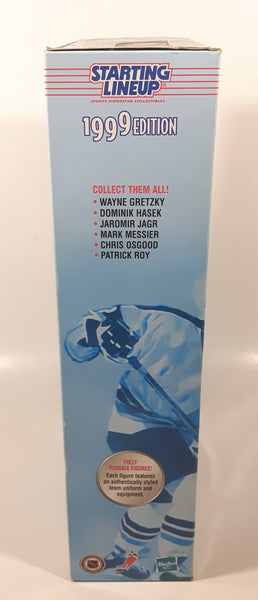 STARTING
LINEUP
SPORTS SUPERSTAR COLLECTIBLES
1999 EDITION
COLLECT THEM ALL!
• WAYNE GRETZKY
• DOMINIK HASEK
• JAROMIR JAGR
• MARK MESSIER
• CHRIS OSGOOD
• PATRICK ROY
FULLY
POSABLE FIGURES!
Each figure features
an authentically styled
team uniform and
equipment.
Hasbro